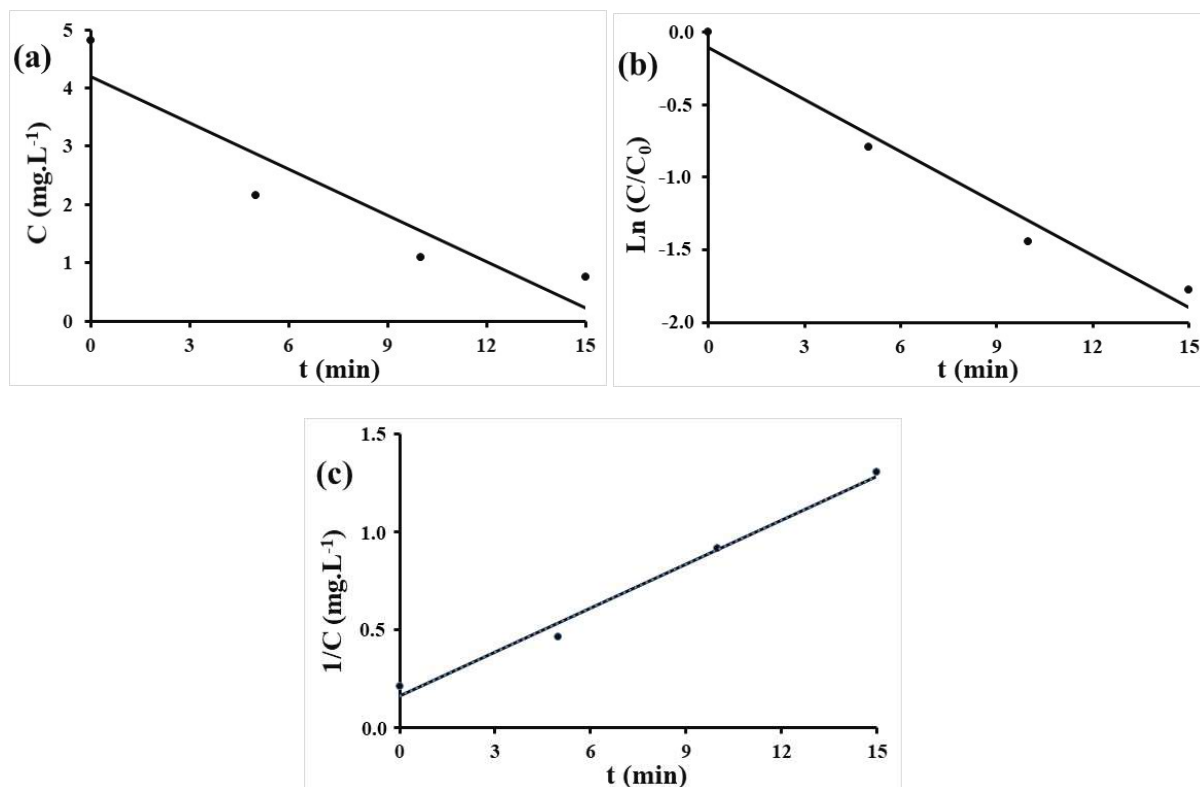 (a)
C (mg.L⁻¹)
5
4
3
2
1
0
0 3 6 9 12 15
t (min)
(b)
Ln (C/C₀)
0.0
-0.5
-1.0
-1.5
-2.0
0 3 6 9 12 15
t (min)
(c)
1/C (mg.L⁻¹)
1.5
1.0
0.5
0.0
0 3 6 9 12 15
t (min)